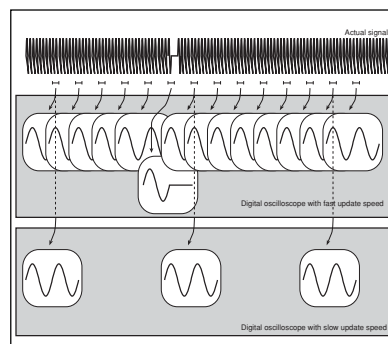 Actual signal
Digital oscilloscope with fast update speed
Digital oscilloscope with slow update speed